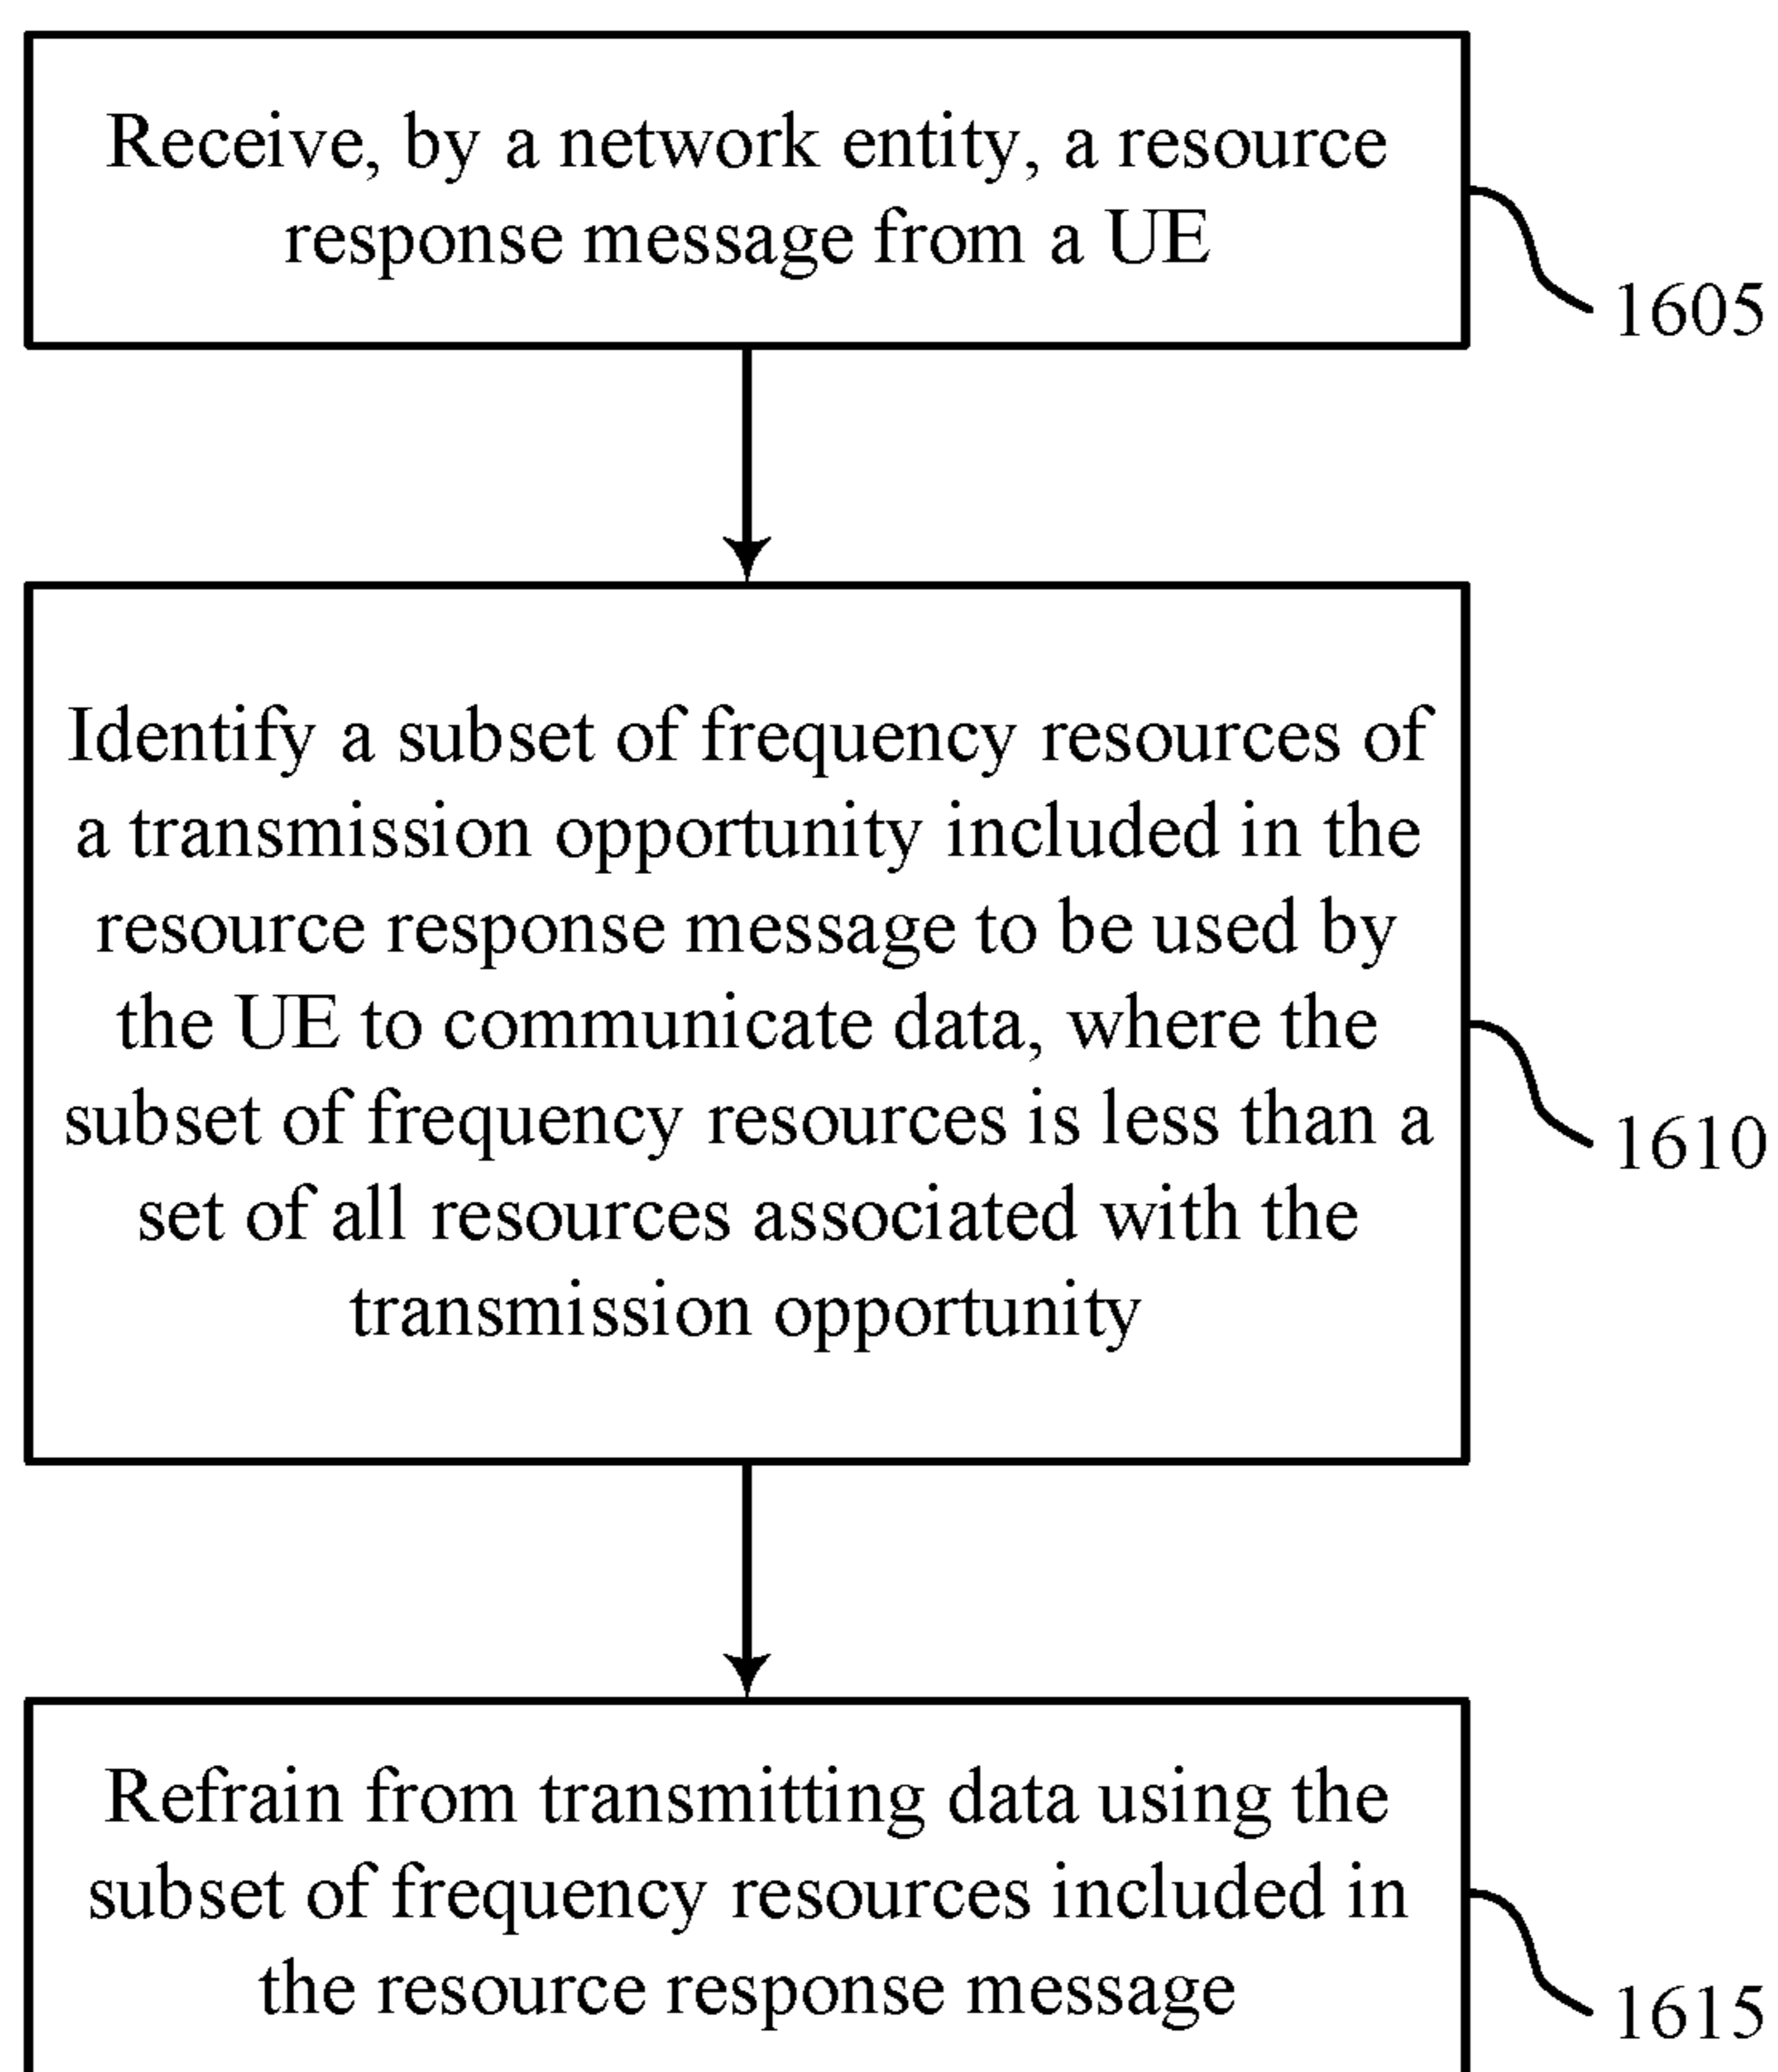 Receive, by a network entity, a resource
response message from a UE
1605
Identify a subset of frequency resources of
a transmission opportunity included in the
resource response message to be used by
the UE to communicate data, where the
subset of frequency resources is less than a
set of all resources associated with the
transmission opportunity
1610
Refrain from transmitting data using the
subset of frequency resources included in
the resource response message
1615